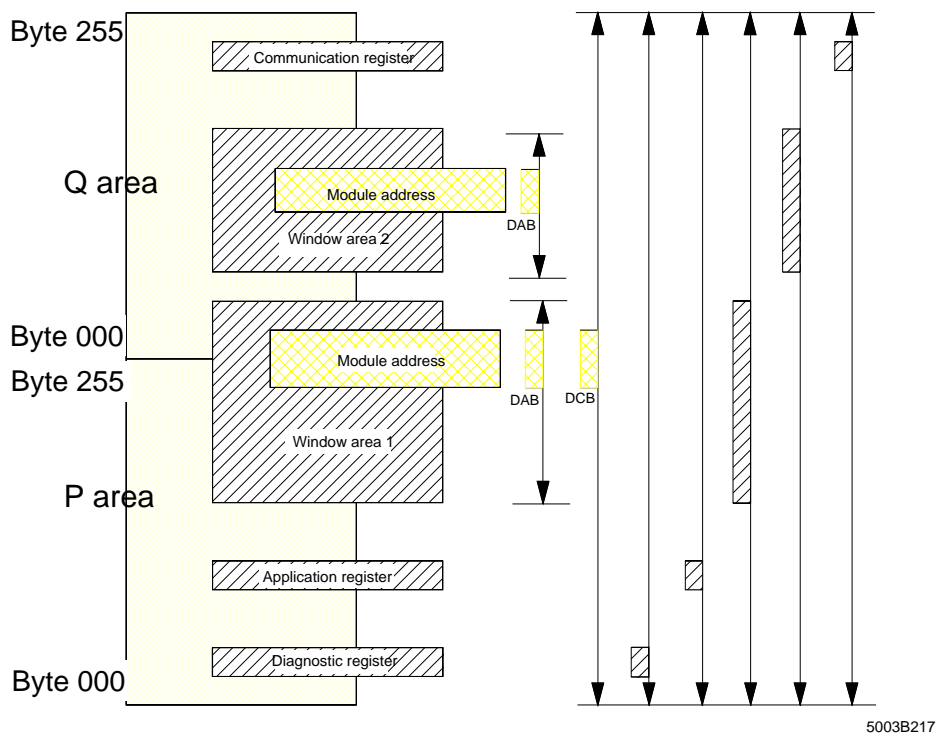 Byte 255
Communication register
Q area
Module address
DAB
Window area 2
Byte 000
Module address
Byte 255
DAB
DCB
Window area 1
P area
Application register
Diagnostic register
Byte 000
5003B217